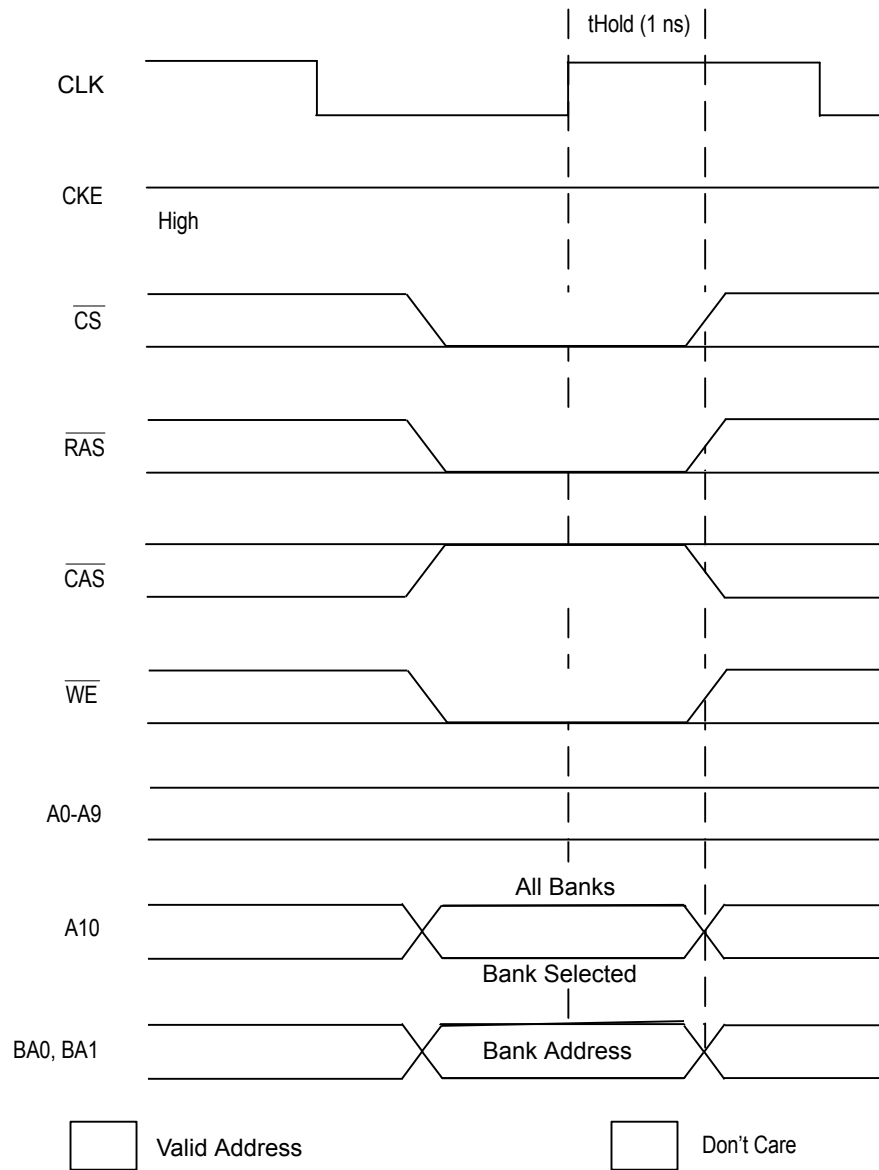 tHold (1 ns)
CLK
CKE
High
CS
RAS
CAS
WE
A0-A9
All Banks
A10
Bank Selected
BA0, BA1
Bank Address
Valid Address
Don't Care